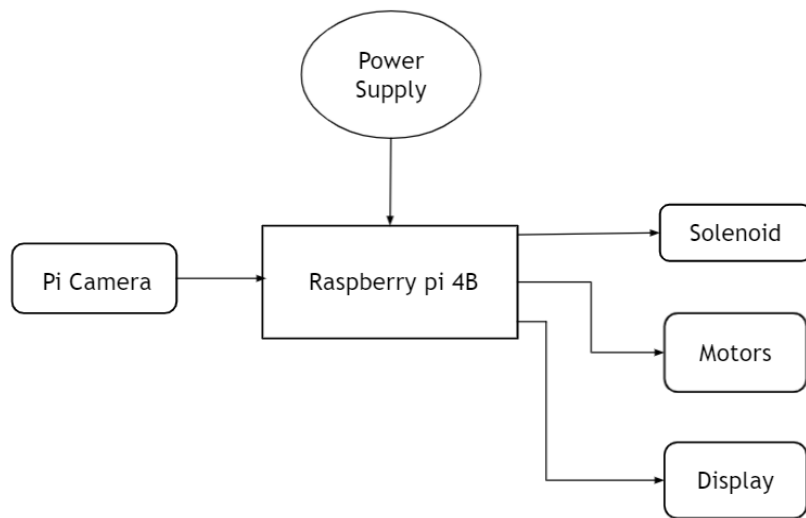 Power
Supply
Pi Camera
Raspberry pi 4B
Solenoid
Motors
Display